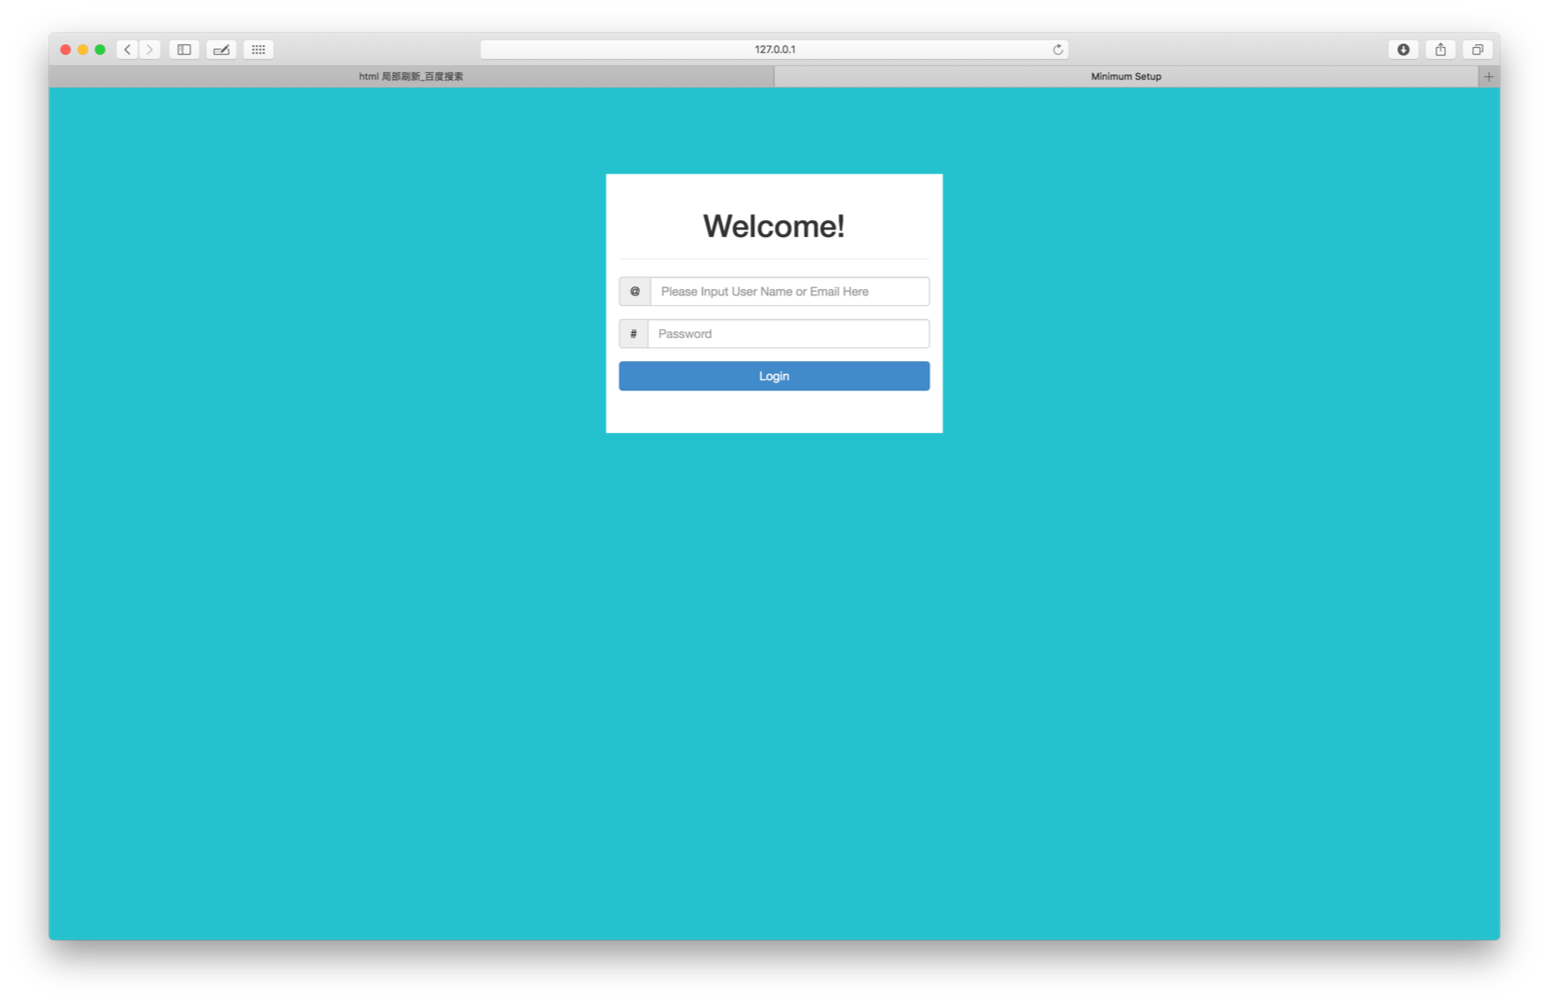 127.0.0.1
html 局部刷新_百度搜索
Minimum Setup
Welcome!
@ Please Input User Name or Email Here
# Password
Login